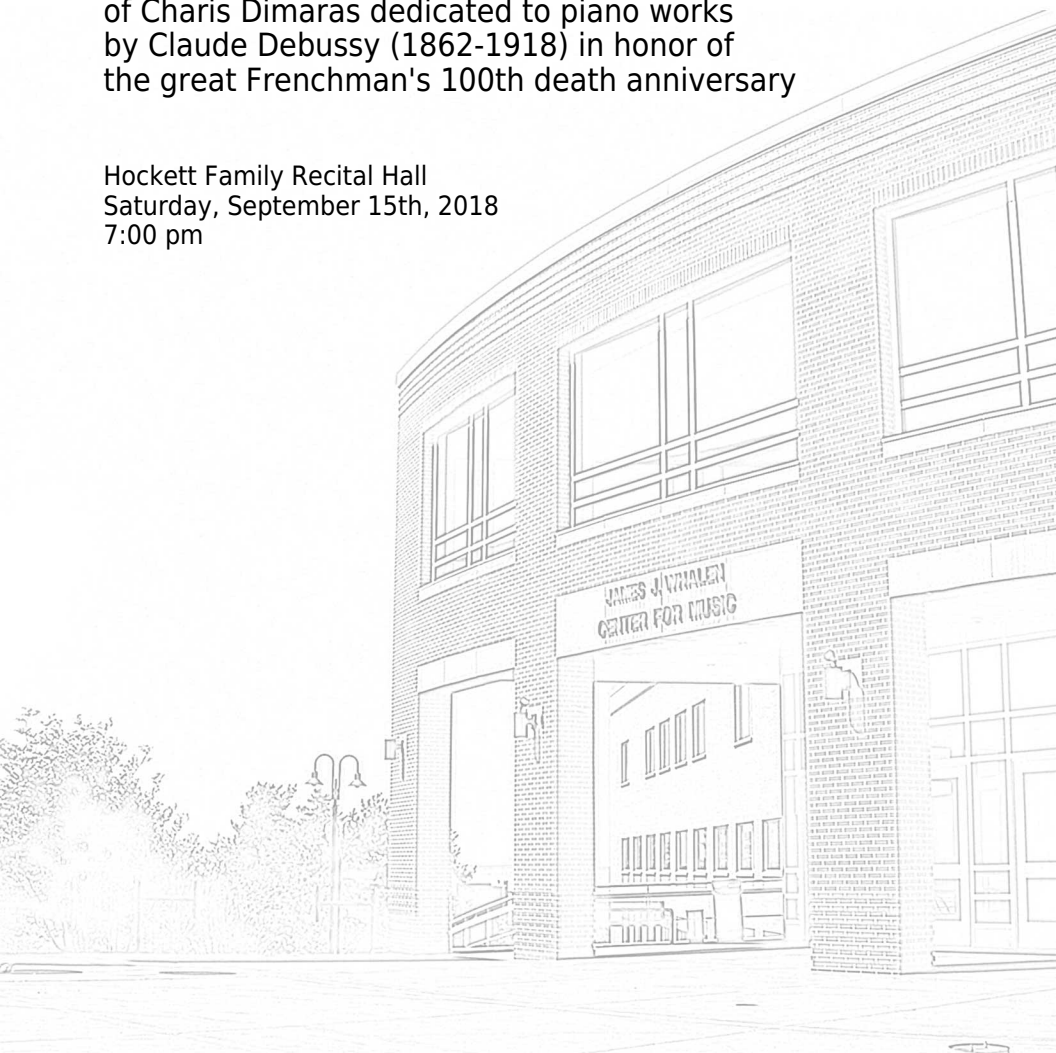 of Charis Dimaras dedicated to piano works
by Claude Debussy (1862-1918) in honor of
the great Frenchman's 100th death anniversary
Hockett Family Recital Hall
Saturday, September 15th, 2018
7:00 pm
JAMES J. WHALEN
CENTER FOR MUSIC